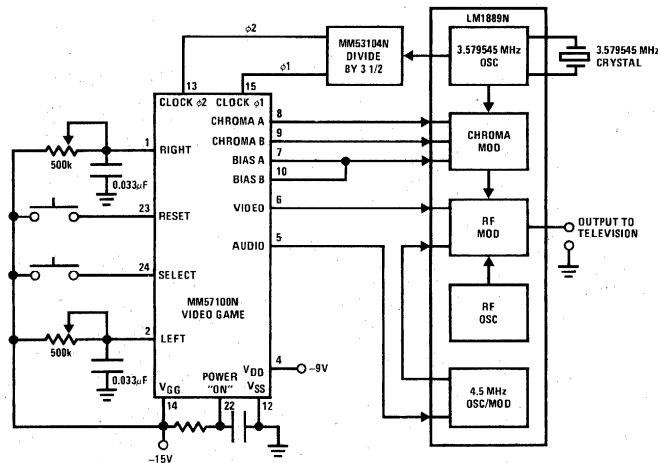 LM1889N
ϕ2
MM53104N
DIVIDE
BY 3 1/2
3.579545 MHz
OSC
3.579545 MHz
CRYSTAL
ϕ1
13
15
CLOCK ϕ2
CLOCK ϕ1
CHROMA A
8
CHROMA B
9
CHROMA
MOD
BIAS A
7
BIAS B
10
1
RIGHT
500k
0.033μF
23
RESET
VIDEO
6
RF
MOD
OUTPUT TO
TELEVISION
AUDIO
5
24
SELECT
MM57100N
VIDEO GAME
RF
OSC
2
LEFT
500k
0.033μF
VDD
4
−9V
POWER
"ON"
VGG
VSS
4.5 MHz
OSC/MOD
14
22
12
−15V